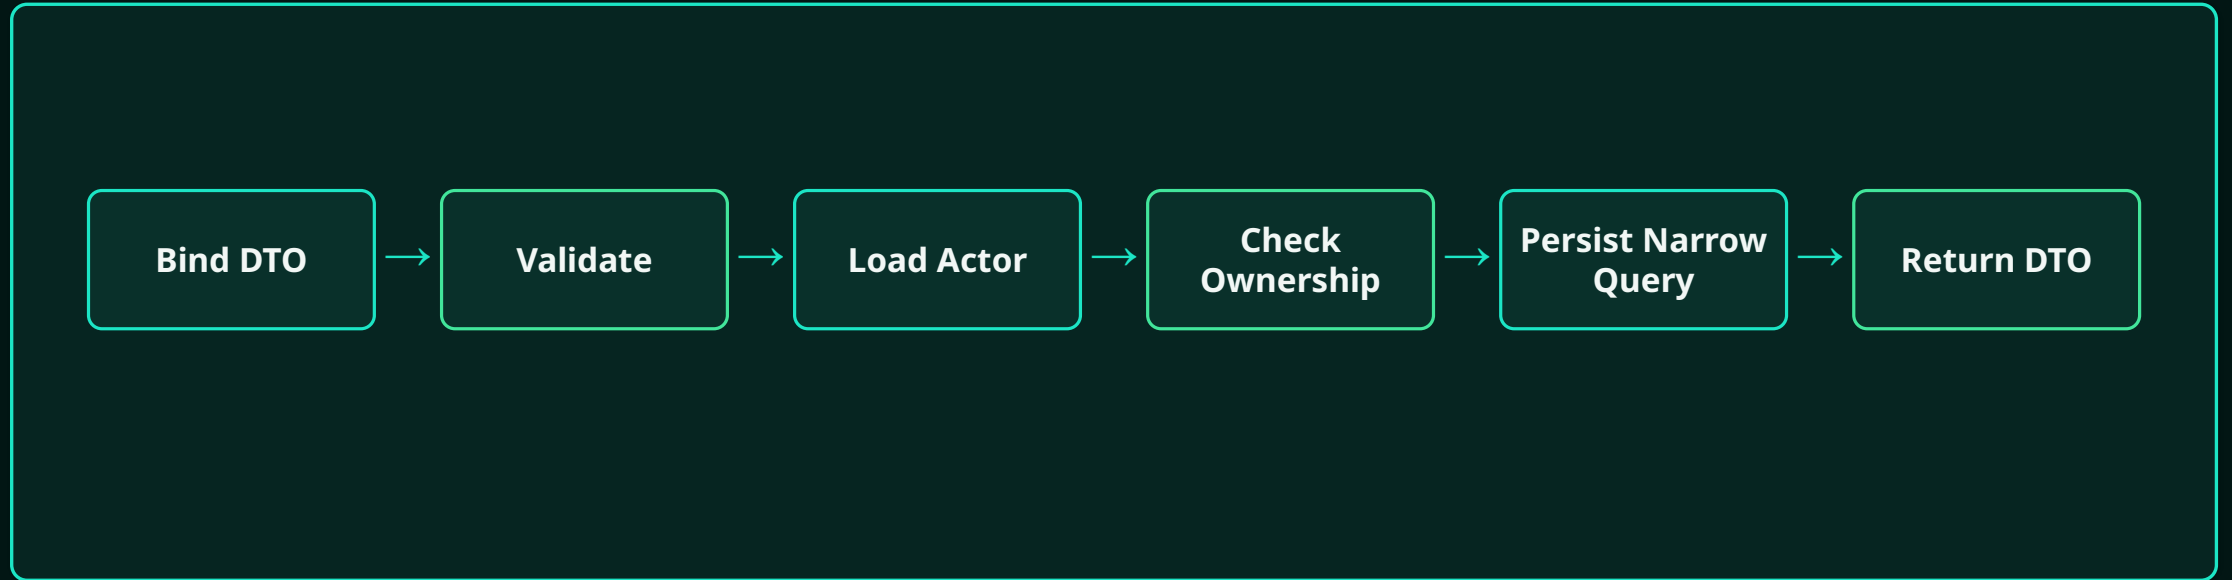 Bind DTO
Validate
Load Actor
Check
Ownership
Persist Narrow
Query
Return DTO